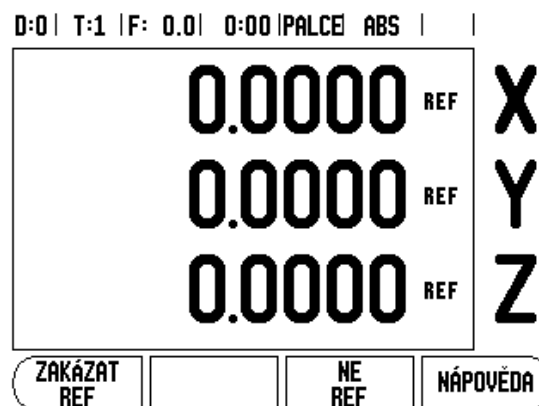 D:0 | T:1 | F: 0.0 | 0:00 | PALCE | ABS | |
0.0000 REF X
0.0000 REF Y
0.0000 REF Z
ZAKÁZAT REF
NE REF
NÁPOVĚDA